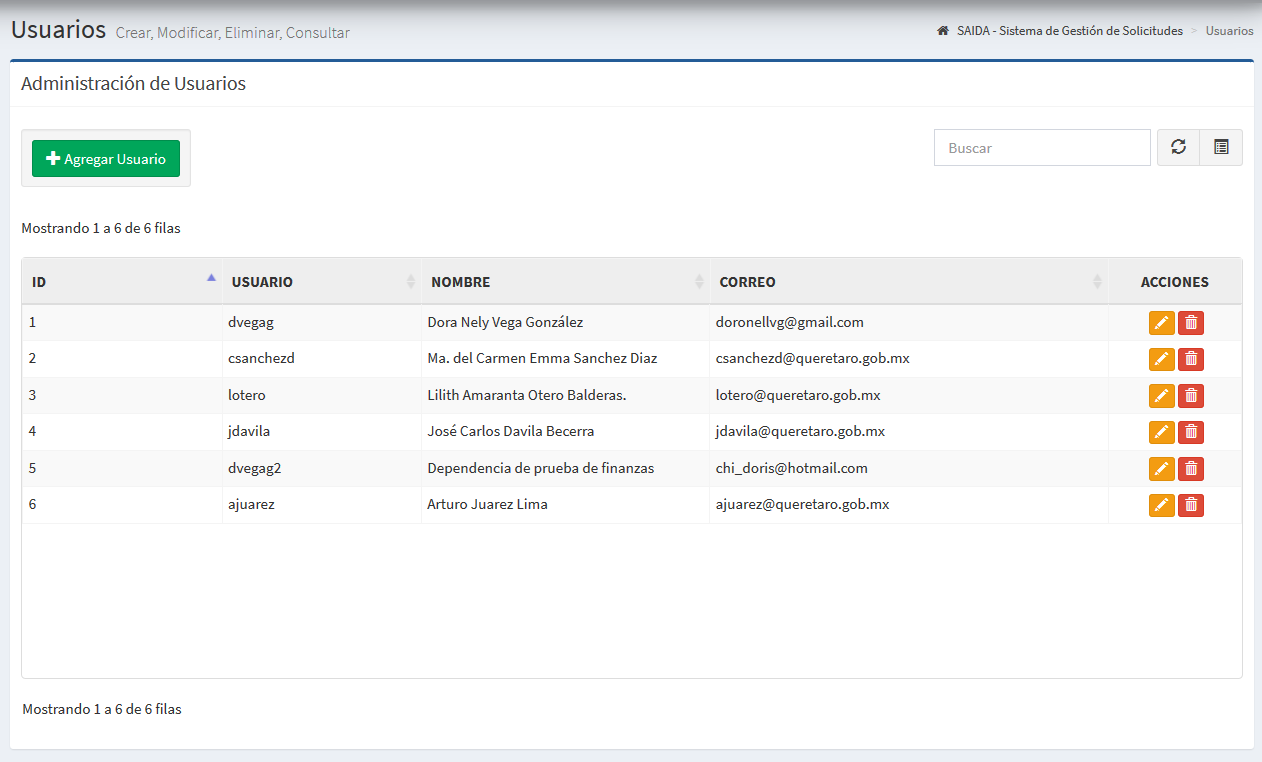 Usuarios Crear, Modificar, Eliminar, Consultar
SAIDA - Sistema de Gestión de Solicitudes > Usuarios
Administración de Usuarios
Agregar Usuario
Buscar
Mostrando 1 a 6 de 6 filas
ID USUARIO NOMBRE CORREO ACCIONES
1 dvegag Dora Nely Vega González doronellvg@gmail.com
2 csanchezd Ma. del Carmen Emma Sanchez Diaz csanchezd@queretaro.gob.mx
3 lotero Lilith Amaranta Otero Balderas. lotero@queretaro.gob.mx
4 jdavila José Carlos Davila Becerra jdavila@queretaro.gob.mx
5 dvegag2 Dependencia de prueba de finanzas chi_doris@hotmail.com
6 ajuarez Arturo Juarez Lima ajuarez@queretaro.gob.mx
Mostrando 1 a 6 de 6 filas